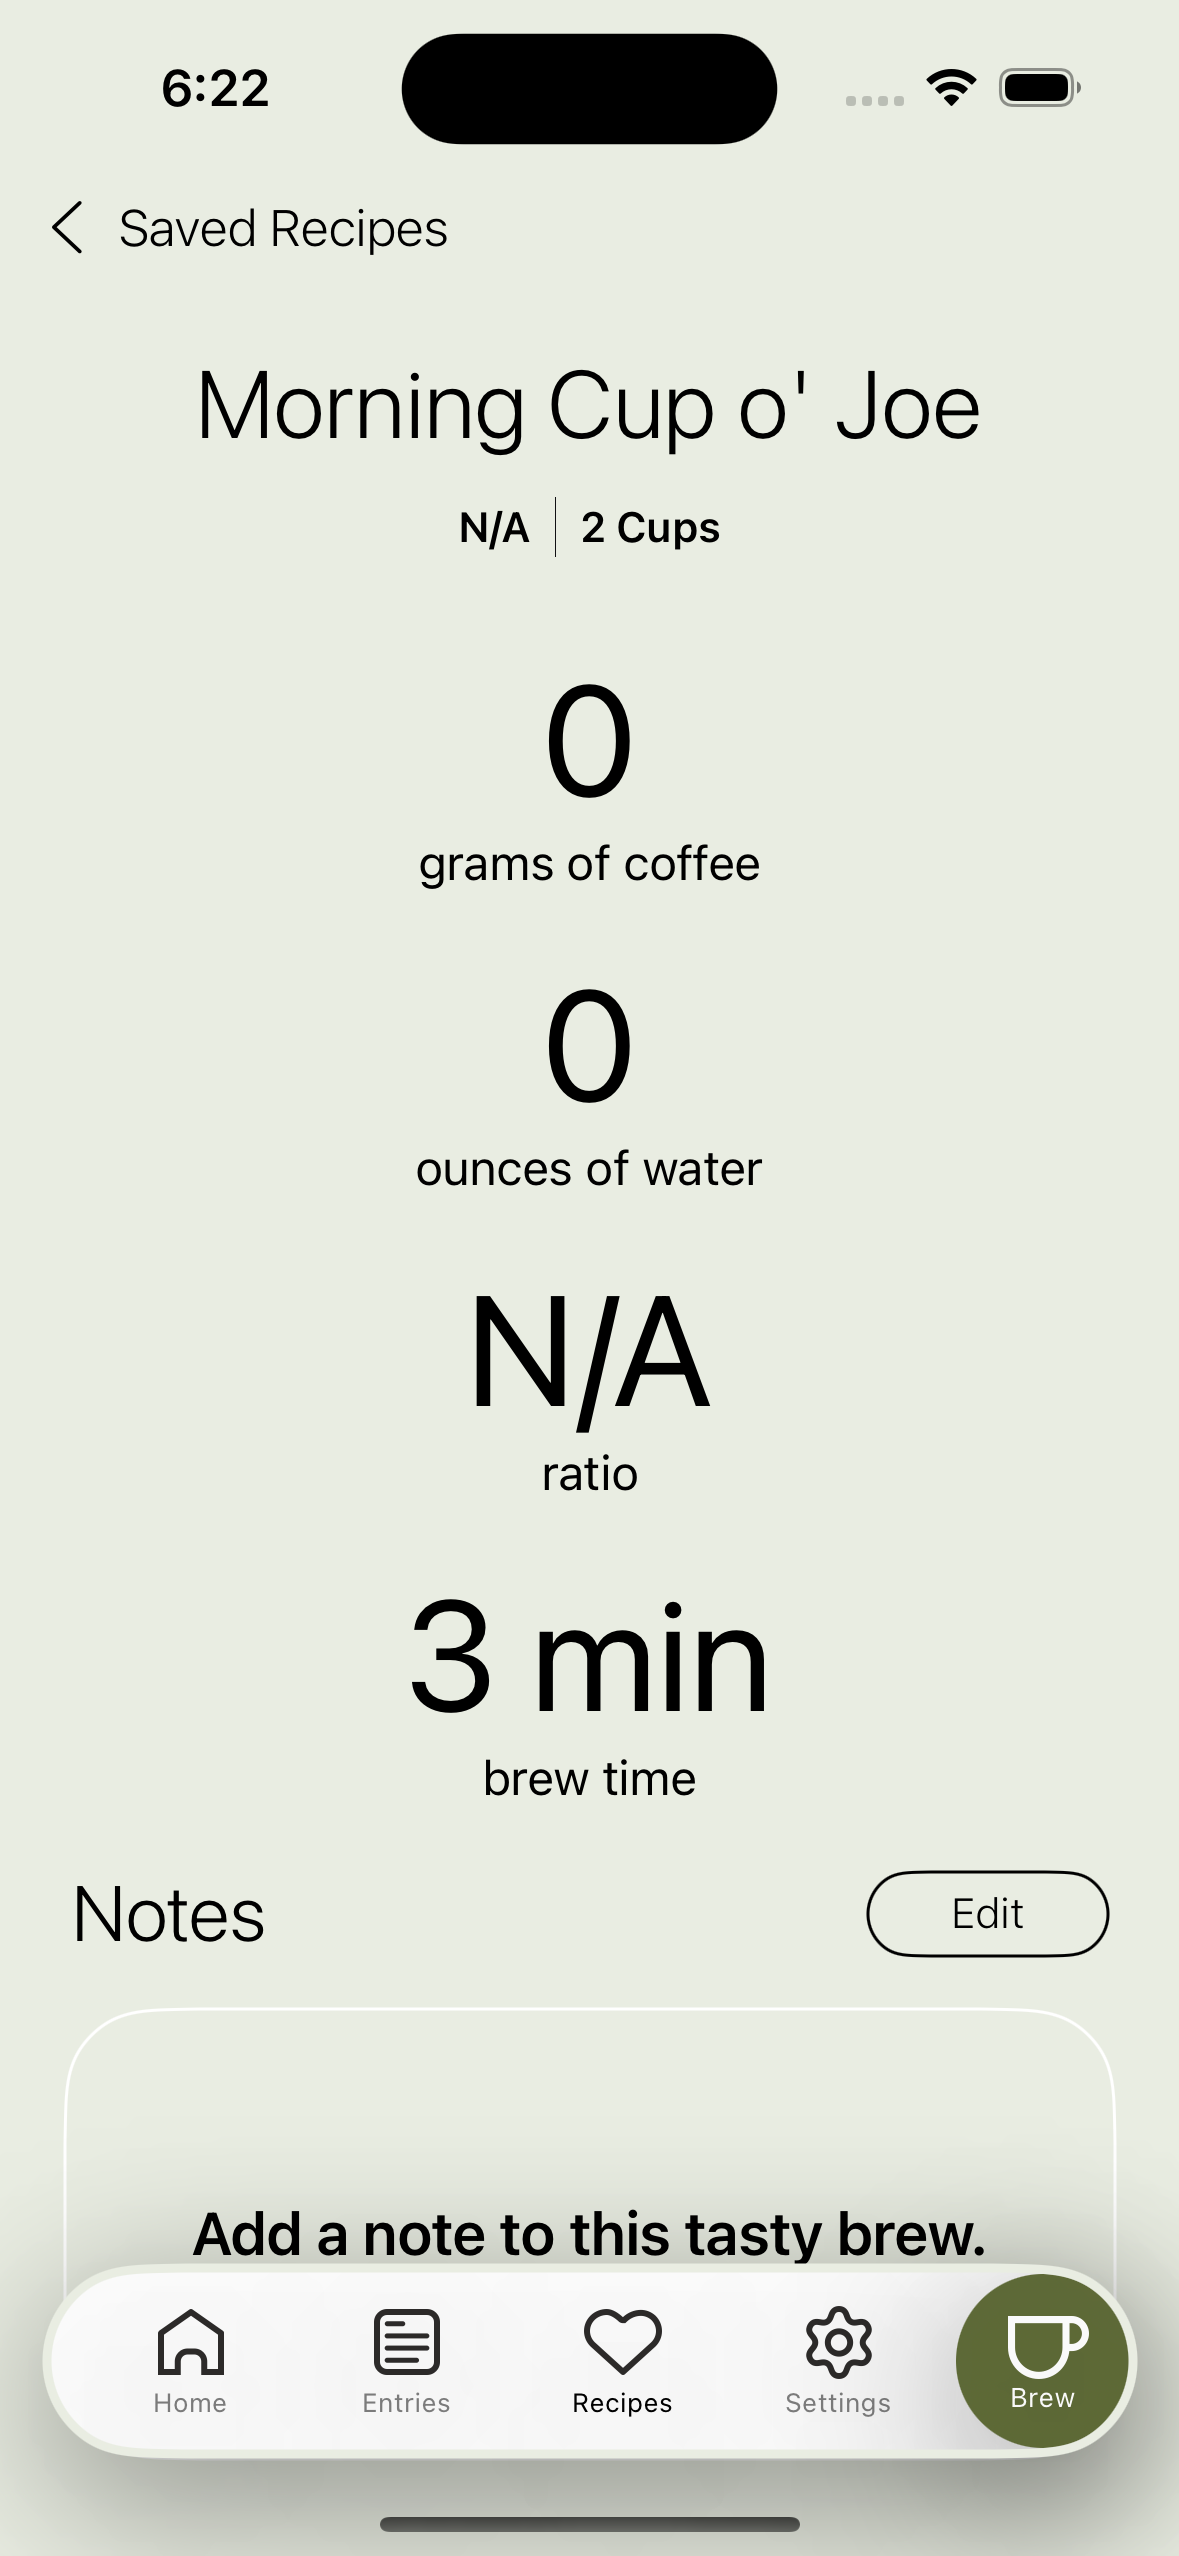 6:22
Saved Recipes
Morning Cup o' Joe
N/A | 2 Cups
0
grams of coffee
0
ounces of water
N/A
ratio
3 min
brew time
Notes Edit
Add a note to this tasty brew.
Home Entries Recipes Settings Brew